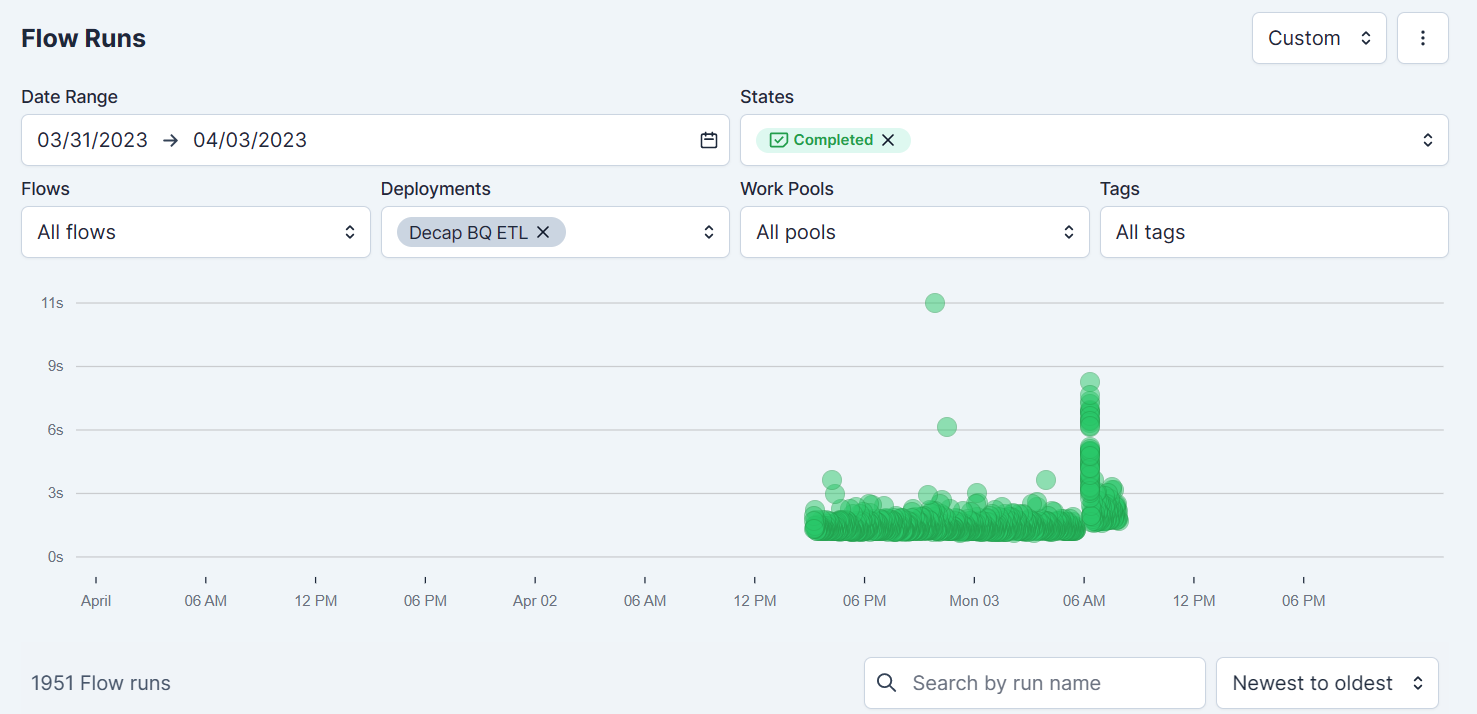 Flow Runs
Custom
Date Range
States
03/31/2023 → 04/03/2023
Completed
Flows
Deployments
Work Pools
Tags
All flows
Decap BQ ETL
All pools
All tags
11s
9s
6s
3s
0s
April 06 AM 12 PM 06 PM Apr 02 06 AM 12 PM 06 PM Mon 03 06 AM 12 PM 06 PM
1951 Flow runs
Search by run name
Newest to oldest